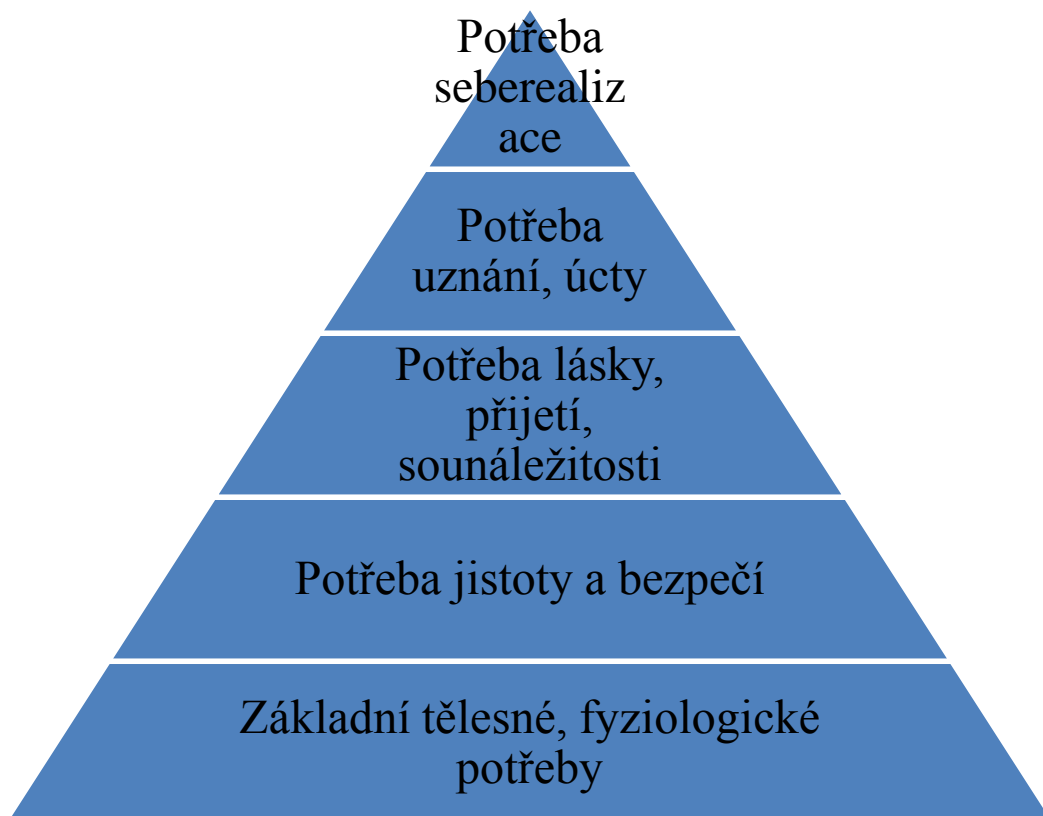 Potřeba
seberealiz
ace
Potřeba
uznání, úcty
Potřeba lásky,
přijetí,
sounáležitosti
Potřeba jistoty a bezpečí
Základní tělesné, fyziologické
potřeby